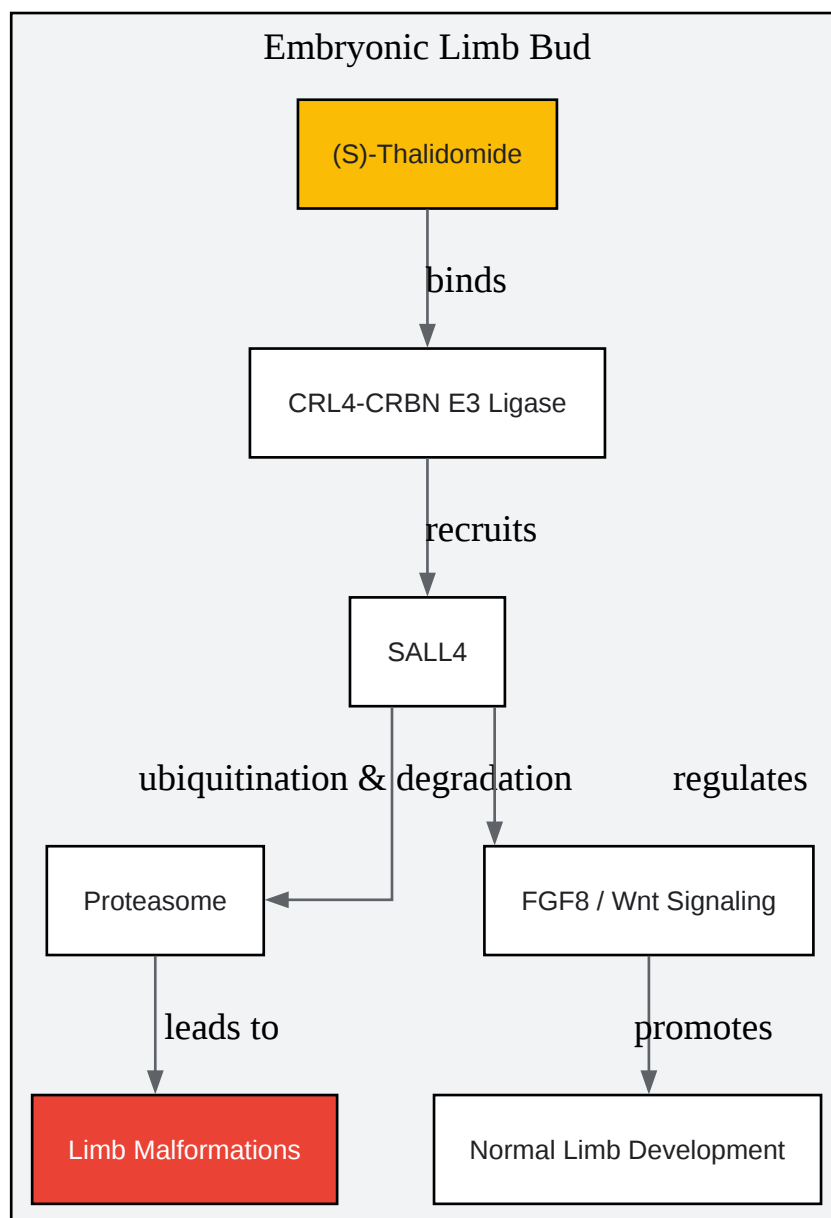 Embryonic Limb Bud
(S)-Thalidomide
binds
CRL4-CRBN E3 Ligase
recruits
SALL4
ubiquitination & degradation
regulates
Proteasome
FGF8 / Wnt Signaling
leads to
promotes
Limb Malformations
Normal Limb Development